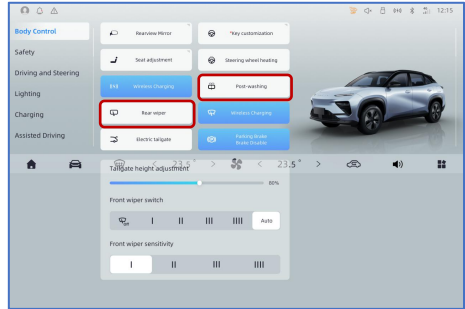 12:15
Body Control
Safety
Driving and Steering
Lighting
Charging
Assisted Driving
Rearview Mirror
"Key customization
Seat adjustment
Steering wheel heating
Wireless Charging
Post-washing
Rear wiper
Wireless Charging
Electric tailgate
Parking Brake
Brake Disable
< 23.5° >
< 23.5° >
Tailgate height adjustment
Front wiper switch
Off I II III IIII Auto
Front wiper sensitivity
I II III IIII